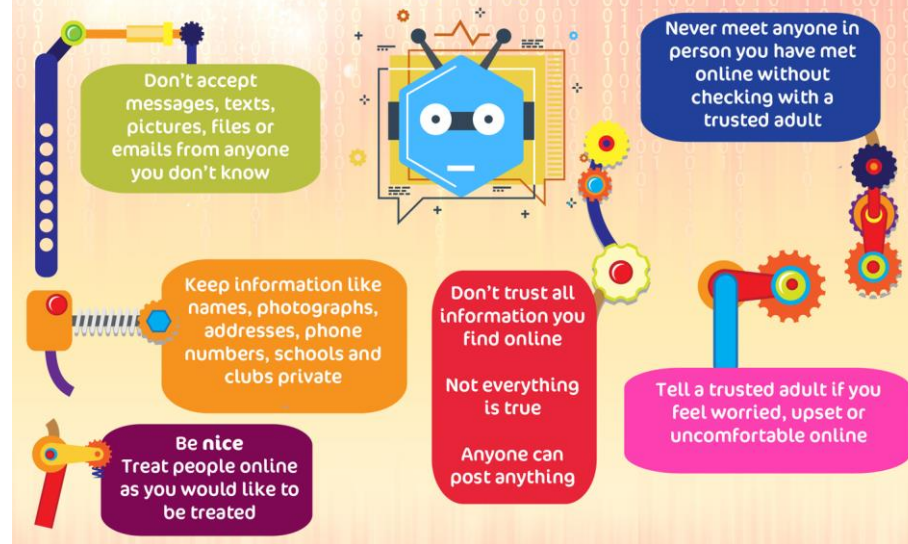 Don't accept
messages, texts,
pictures, files or
emails from anyone
you don't know
Never meet anyone in
person you have met
online without
checking with a
trusted adult
Keep information like
names, photographs,
addresses, phone
numbers, schools and
clubs private
Don't trust all
information you
find online
Not everything
is true
Anyone can
post anything
Tell a trusted adult if you
feel worried, upset or
uncomfortable online
Be nice
Treat people online
as you would like to
be treated